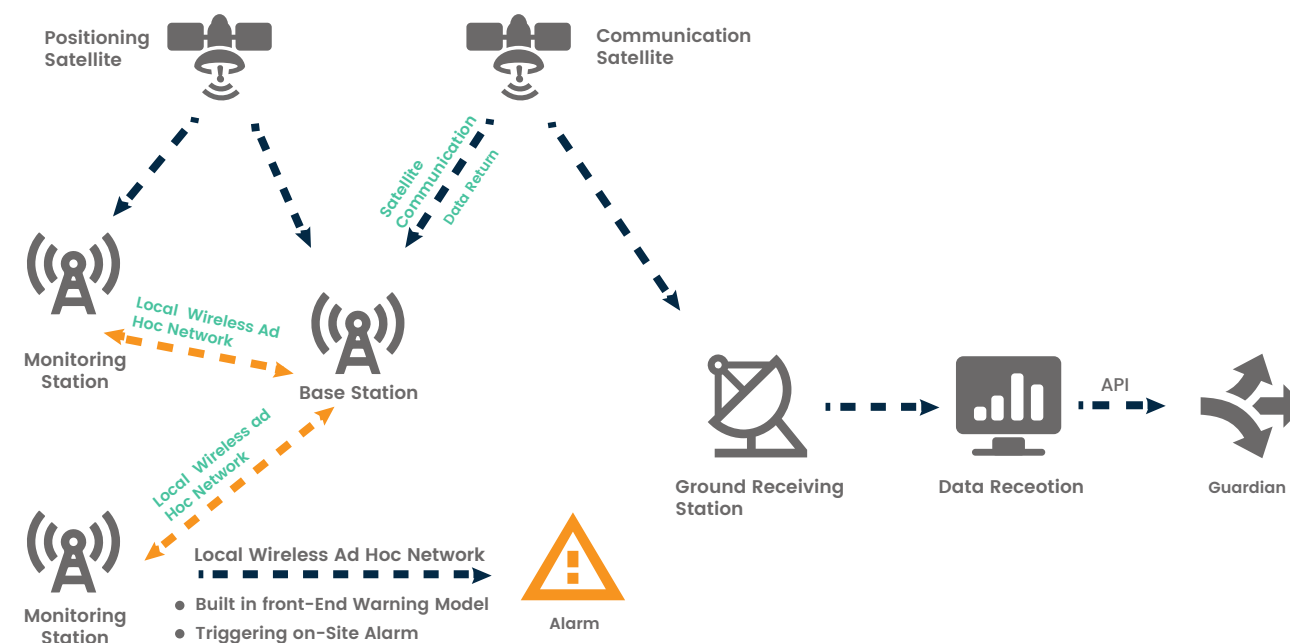 Positioning
Satellite
Communication
Satellite
Satellite
Communication
Data Return
Local Wireless Ad
Hoc Network
Monitoring
Station
Base Station
Local Wireless ad
Hoc Network
API
Ground Receiving
Station
Data Receotion
Guardian
Monitoring
Station
Local Wireless Ad Hoc Network
Built in front-End Warning Model
Triggering on-Site Alarm
Alarm